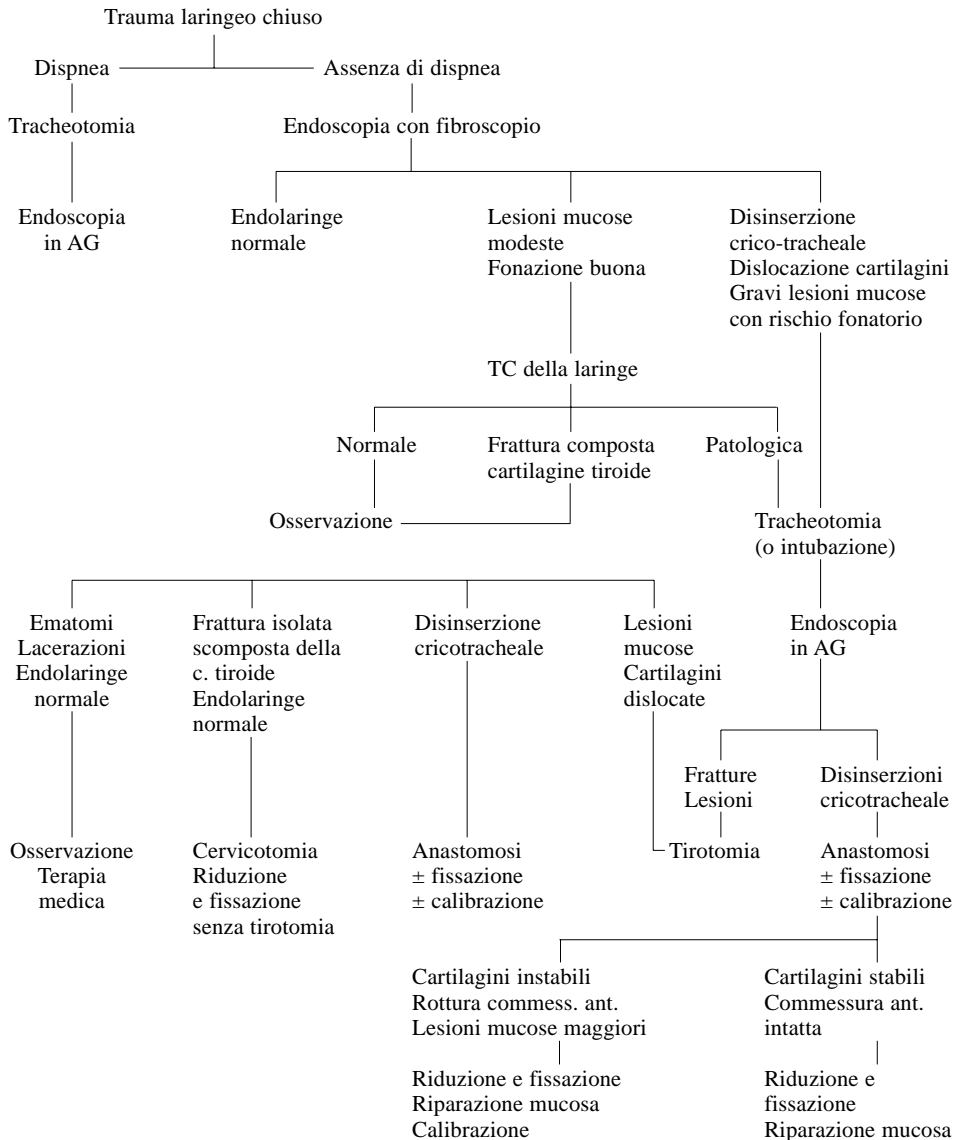 Trauma laringeo chiuso
Dispnea
Assenza di dispnea
Tracheotomia
Endoscopia con fibroscopio
Endoscopia
in AG
Endolaringe
normale
Lesioni mucose
modeste
Fonazione buona
Disinserzione
crico-tracheale
Dislocazione cartilagini
Gravi lesioni mucose
con rischio fonatorio
TC della laringe
Normale
Frattura composta
cartilagine tiroide
Patologica
Osservazione
Tracheotomia
(o intubazione)
Ematomi
Lacerazioni
Endolaringe
normale
Frattura isolata
scomposta della
c. tiroide
Endolaringe
normale
Disinserzione
cricotracheale
Lesioni
mucose
Cartilagini
dislocate
Endoscopia
in AG
Fratture
Lesioni
Disinserzioni
cricotracheale
Osservazione
Terapia
medica
Cervicotomia
Riduzione
e fissazione
senza tirotomia
Anastomosi
± fissazione
± calibrazione
Tirotomia
Anastomosi
± fissazione
± calibrazione
Cartilagini instabili
Rottura commess. ant.
Lesioni mucose maggiori
Cartilagini stabili
Commessura ant.
intatta
Riduzione e fissazione
Riparazione mucosa
Calibrazione
Riduzione e
fissazione
Riparazione mucosa